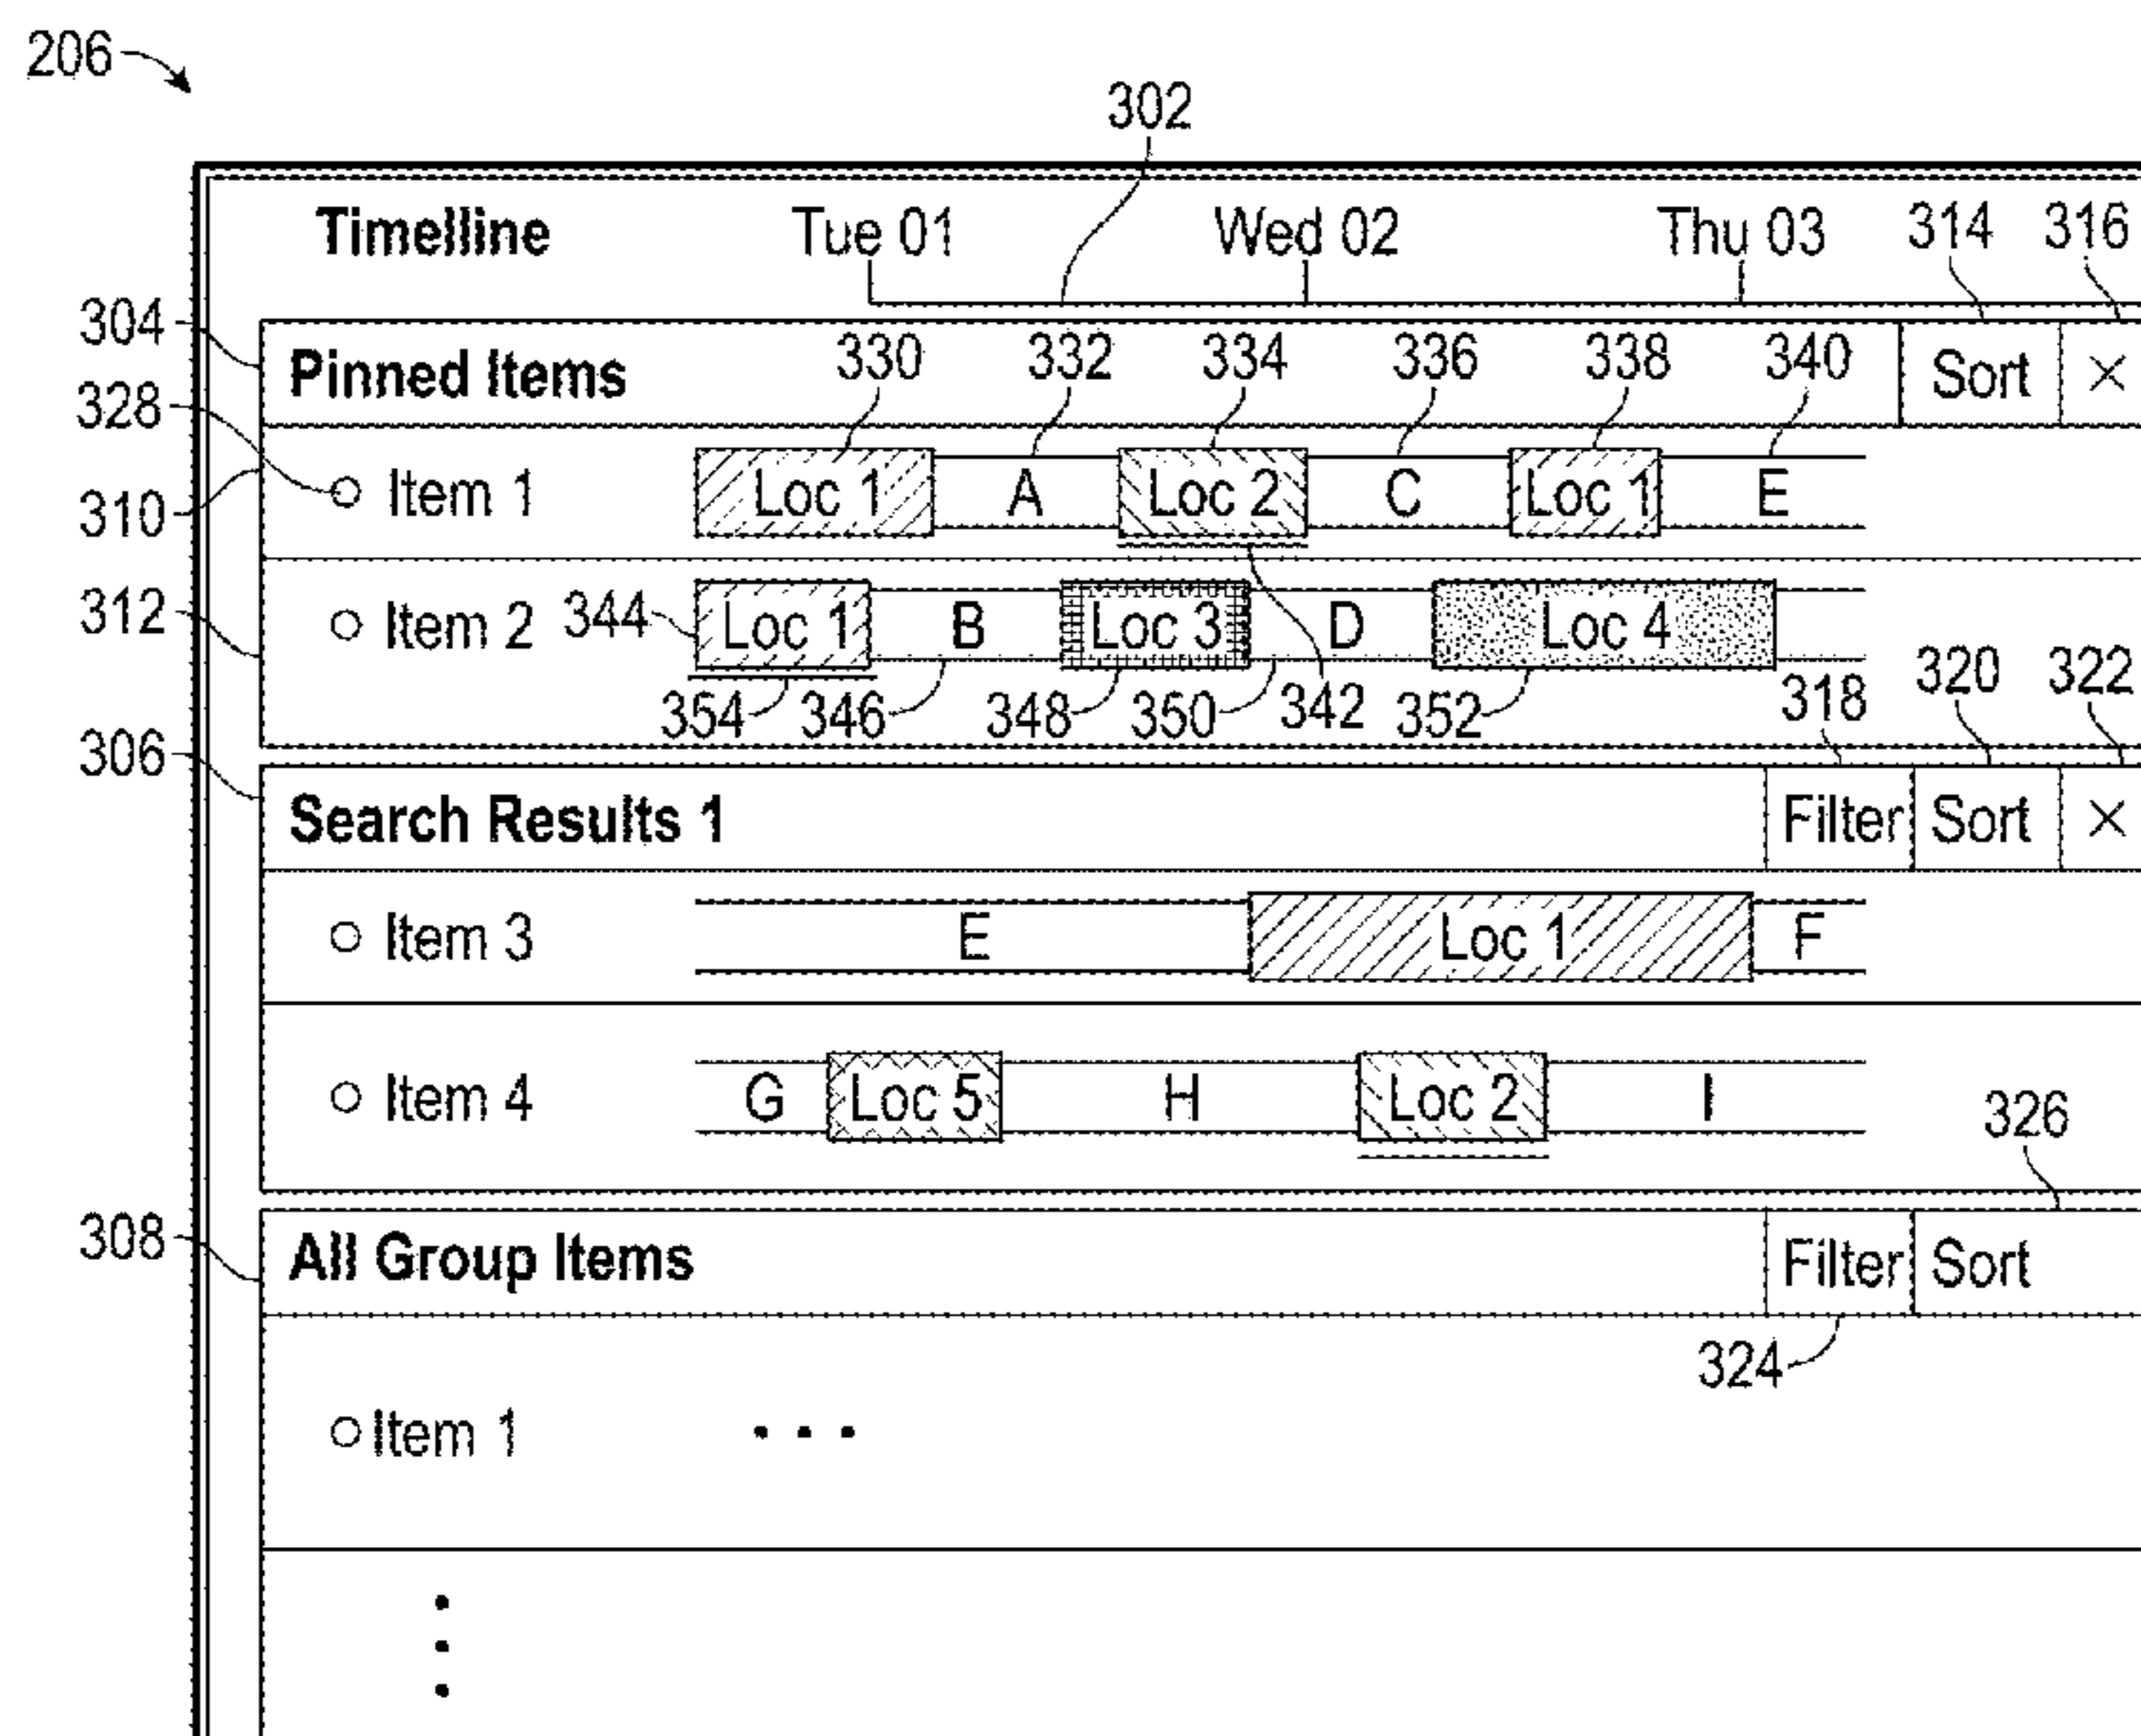 206
302
Timelline Tue 01 Wed 02 Thu 03 314 316
304 Pinned Items 330 332 334 336 338 340 Sort ×
328
310 Item 1 Loc 1 A Loc 2 C Loc 1 E
312 Item 2 344 Loc 1 B Loc 3 D Loc 4
354 346 348 350 342 352 318 320 322
306
Search Results 1 Filter Sort ×
Item 3 E Loc 1 F
Item 4 G Loc 5 H Loc 2 I
326
308 All Group Items Filter Sort
324
Item 1 • • •